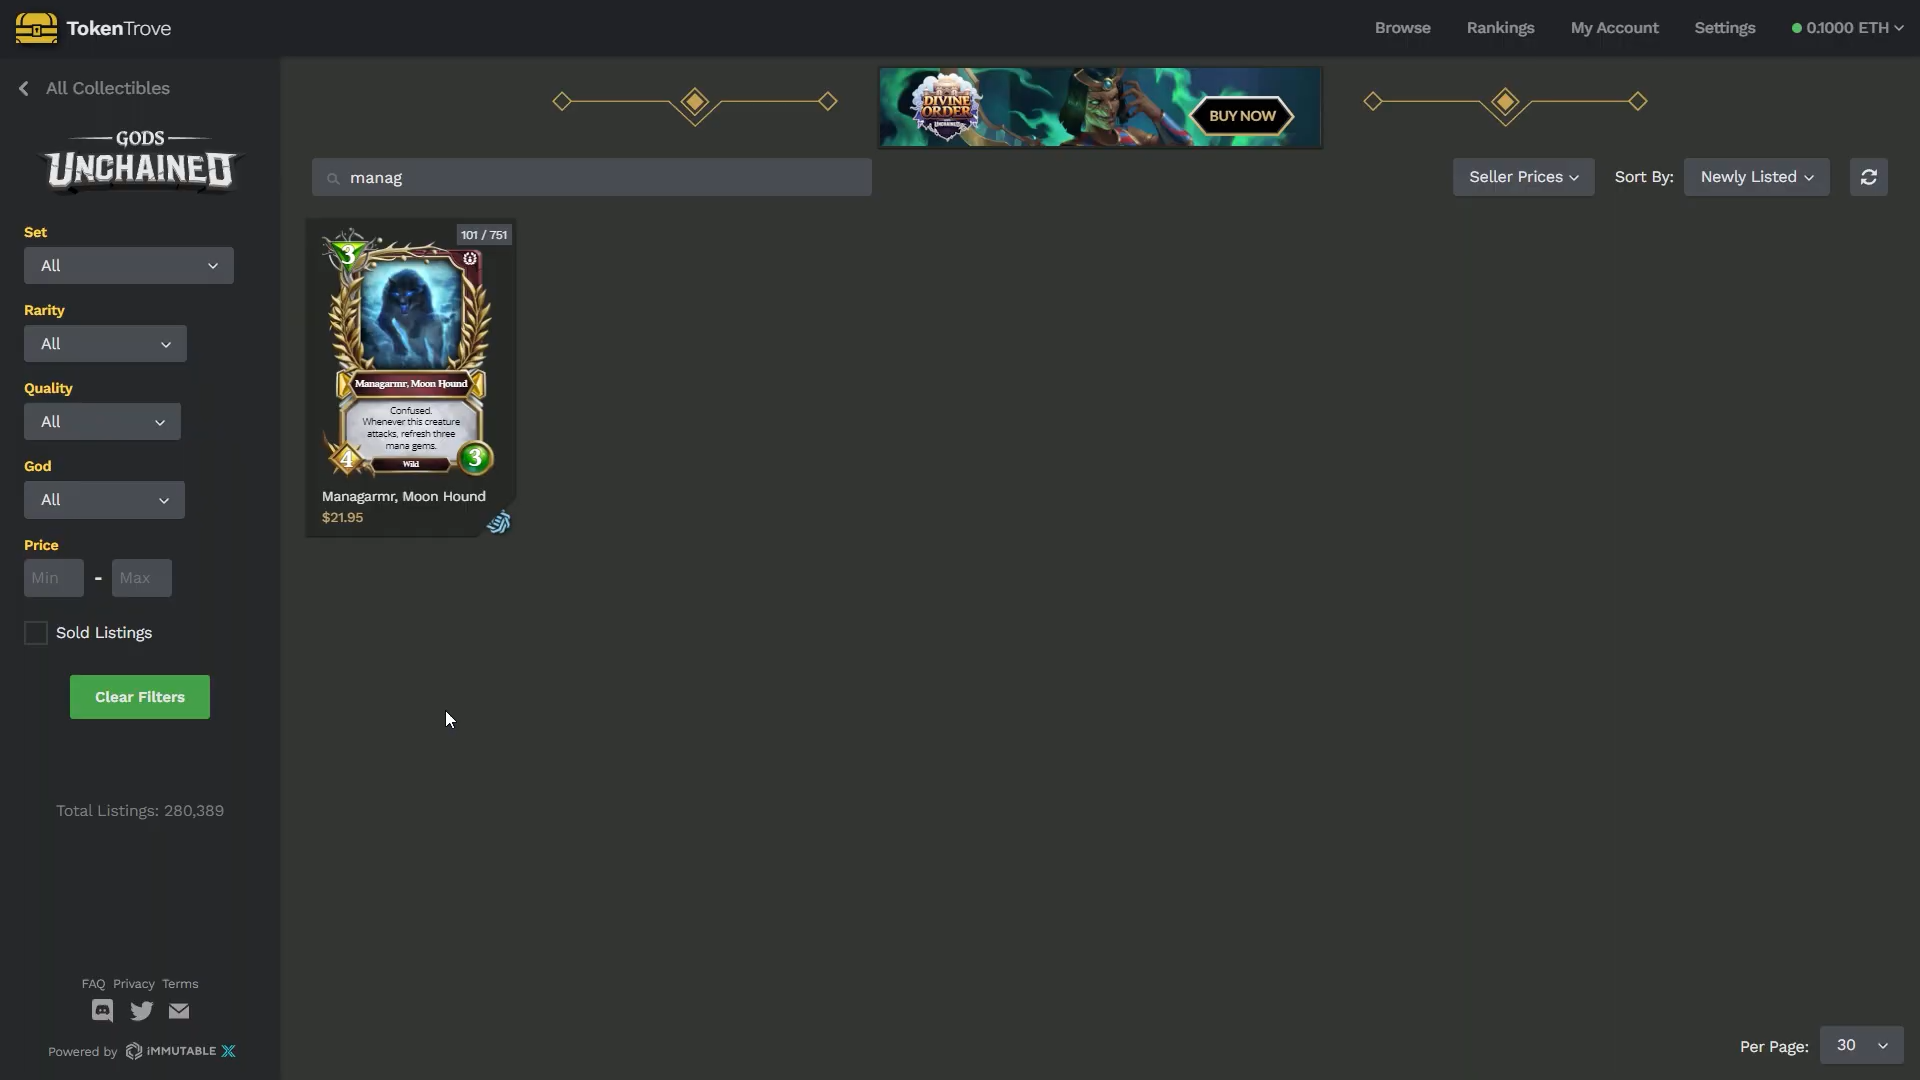 TokenTrove
Browse
Rankings
My Account
Settings
0.1000 ETH
All Collectibles
GODS
UNCHAINED
DIVINE
ORDER
BUY NOW
manag
Seller Prices
Sort By:
Newly Listed
Set
All
Rarity
All
Quality
All
God
All
Price
Min
-
Max
Sold Listings
Clear Filters
Total Listings: 280,389
101 / 751
3
Managarmr, Moon Hound
Confused.
Whenever this creature
attacks, refresh three
mana gems.
4
Wild
3
Managarmr, Moon Hound
$21.95
FAQ Privacy Terms
Powered by IMMUTABLE X
Per Page:
30